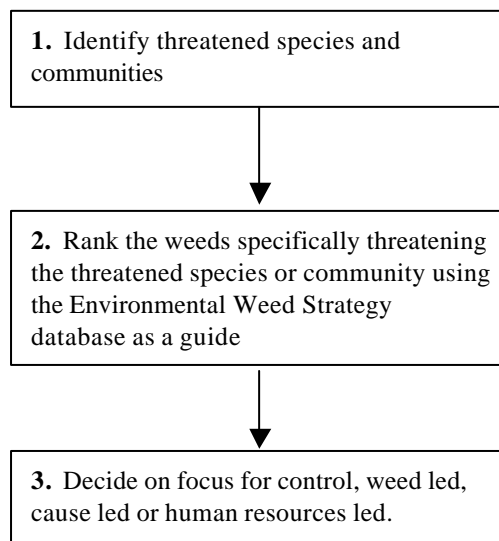 1. Identify threatened species and
communities
2. Rank the weeds specifically threatening
the threatened species or community using
the Environmental Weed Strategy
database as a guide
3. Decide on focus for control, weed led,
cause led or human resources led.